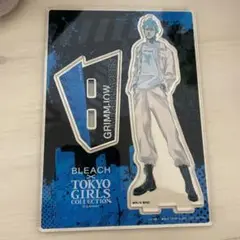 GRIMMJOW
BLEACH
×
TOKYO
GIRLS
COLLECTION